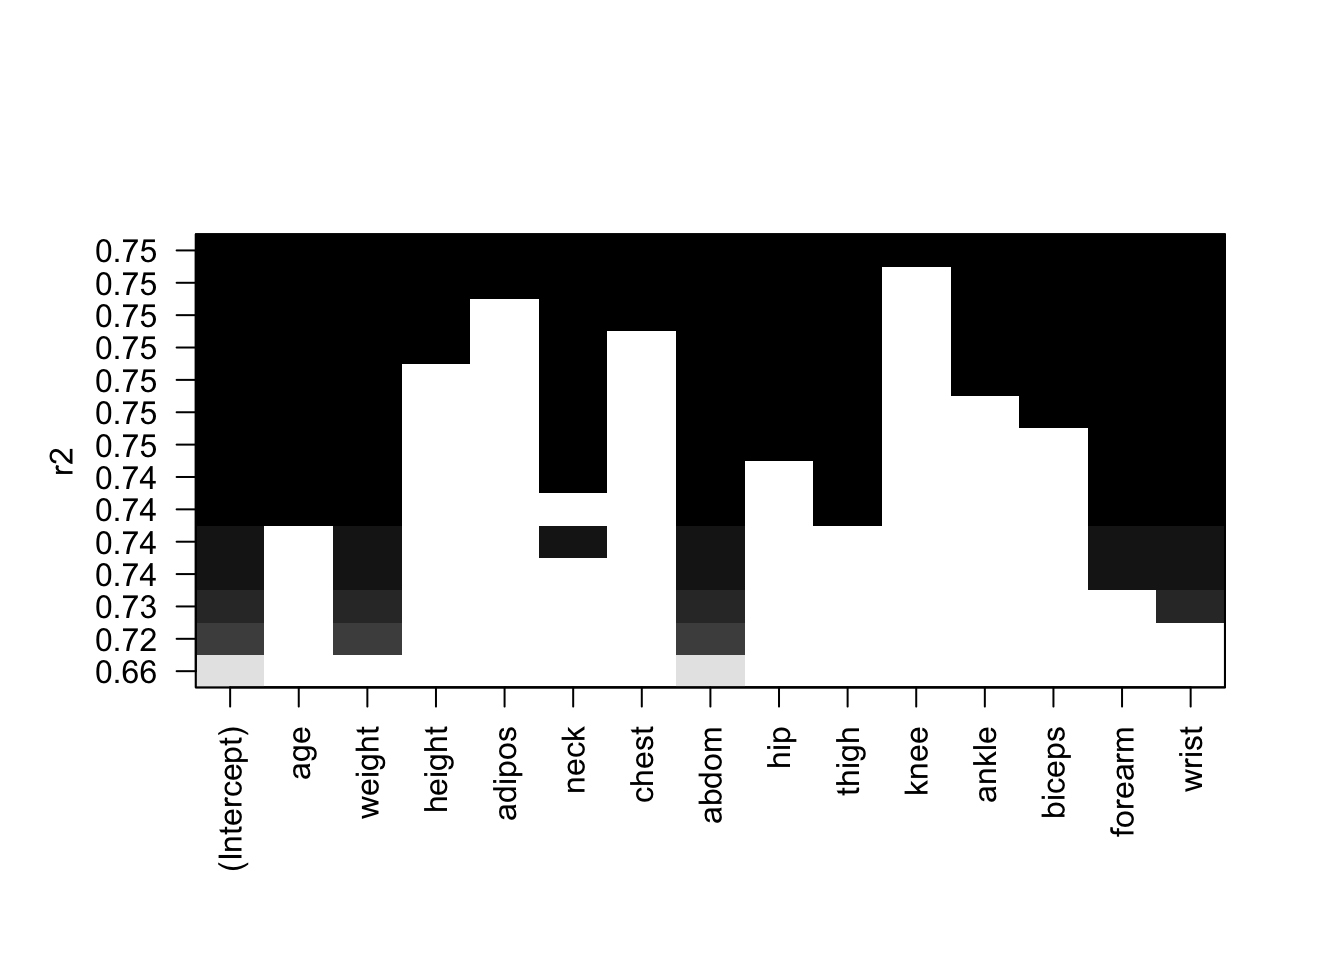 0.75
0.75
0.75
0.75
0.75
0.75
0.75
0.74
0.74
0.74
0.74
0.73
0.72
0.66
r2
(Intercept)
age
weight
height
adipos
neck
chest
abdom
hip
thigh
knee
ankle
biceps
forearm
wrist